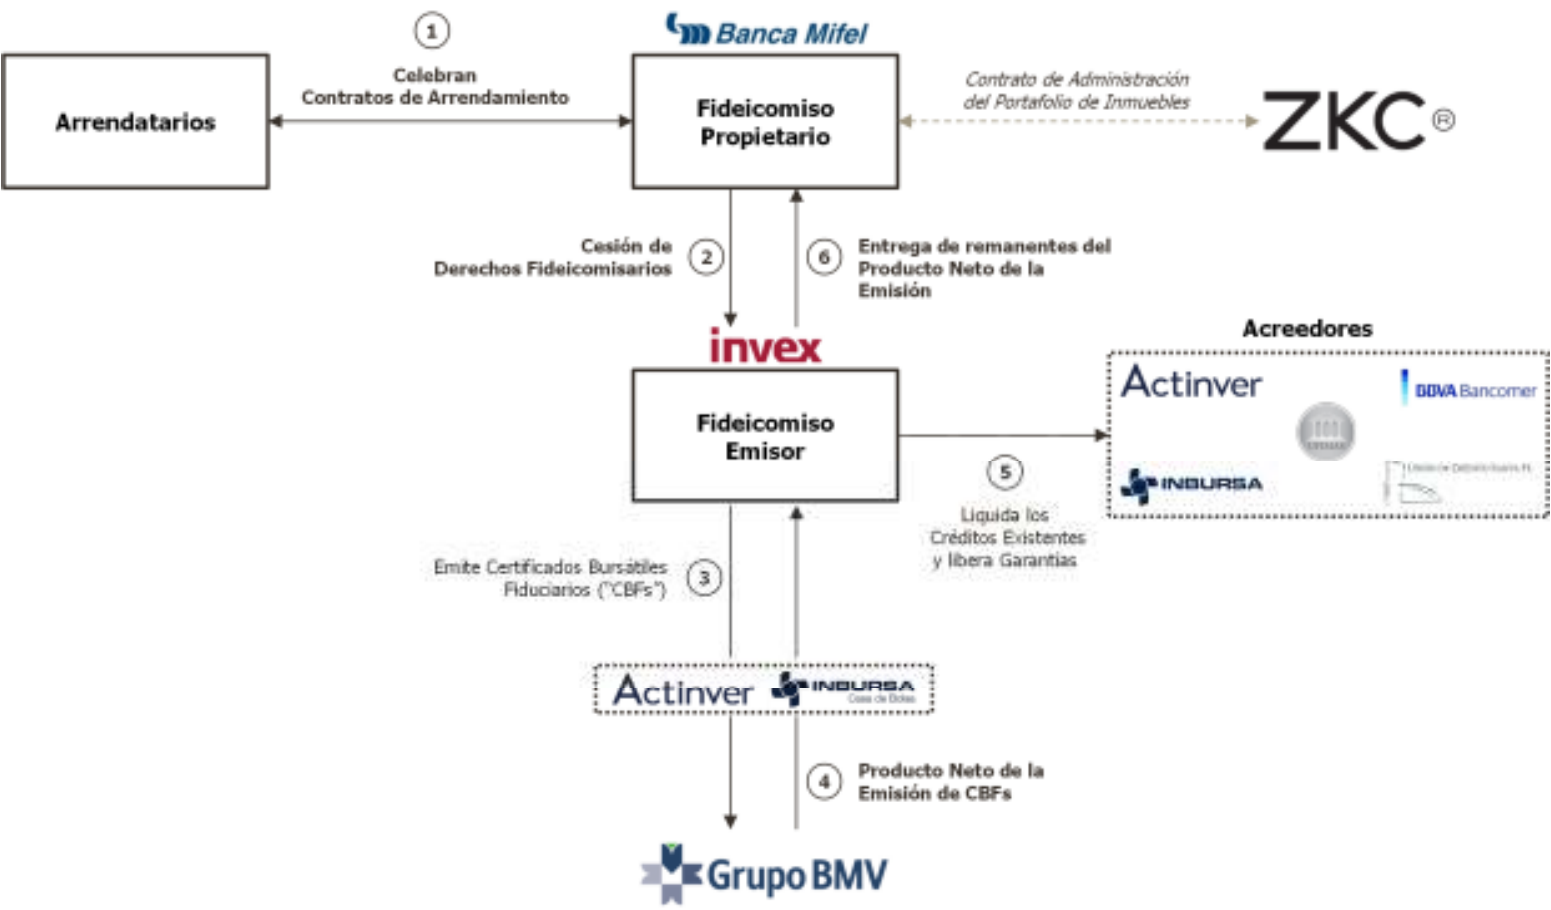 1
Banca Mifel
Celebran
Contratos de Arrendamiento
Arrendatarios
Fideicomiso
Propietario
Contrato de Administración
del Portafolio de Inmuebles
ZKC®
Cesión de
Derechos Fideicomisarios
2
6
Entrega de remanentes del
Producto Neto de la
Emisión
invex
Fideicomiso
Emisor
Acreedores
Actinver
BBVA Bancomer
INBURSA
5
Liquida los
Créditos Existentes
y libera Garantías
Emite Certificados Bursátiles
Fiduciarios ("CBFs")
3
Actinver
INBURSA
Casa de Bolsa
4
Producto Neto de la
Emisión de CBFs
Grupo BMV